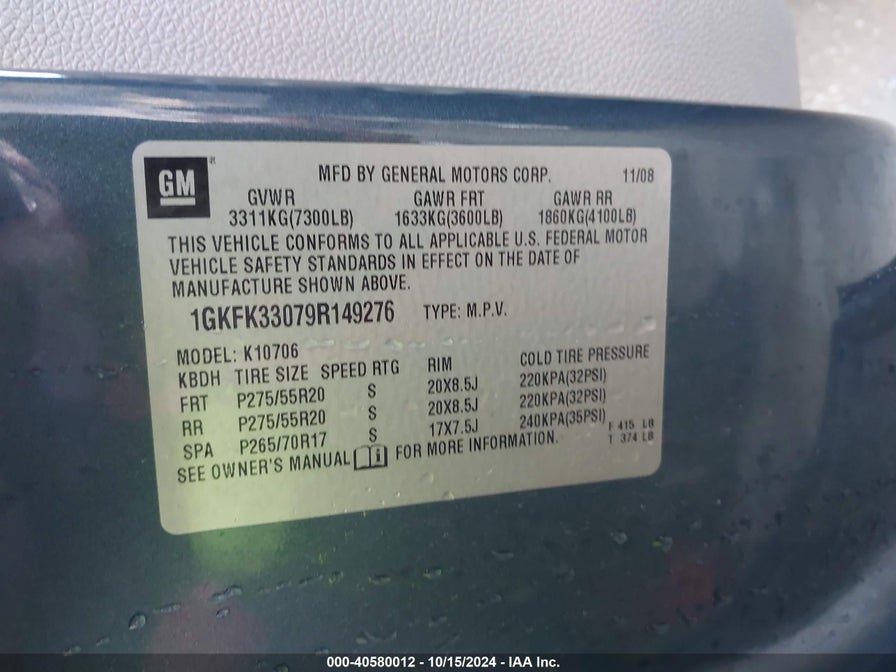 GM
MFD BY GENERAL MOTORS CORP. 11/08
GVWR GAWR FRT GAWR RR
3311KG(7300LB) 1633KG(3600LB) 1860KG(4100LB)
THIS VEHICLE CONFORMS TO ALL APPLICABLE U.S. FEDERAL MOTOR
VEHICLE SAFETY STANDARDS IN EFFECT ON THE DATE OF
MANUFACTURE SHOWN ABOVE.
1GKFK33079R149276 TYPE: M.P.V.
MODEL: K10706
KBDH TIRE SIZE SPEED RTG RIM COLD TIRE PRESSURE
FRT P275/55R20 S 20X8.5J 220KPA(32PSI)
RR P275/55R20 S 20X8.5J 220KPA(32PSI)
SPA P265/70R17 S 17X7.5J 240KPA(35PSI)
F 415 LB
T 374 LB
SEE OWNER'S MANUAL FOR MORE INFORMATION.
000-40580012 - 10/15/2024 - IAA Inc.